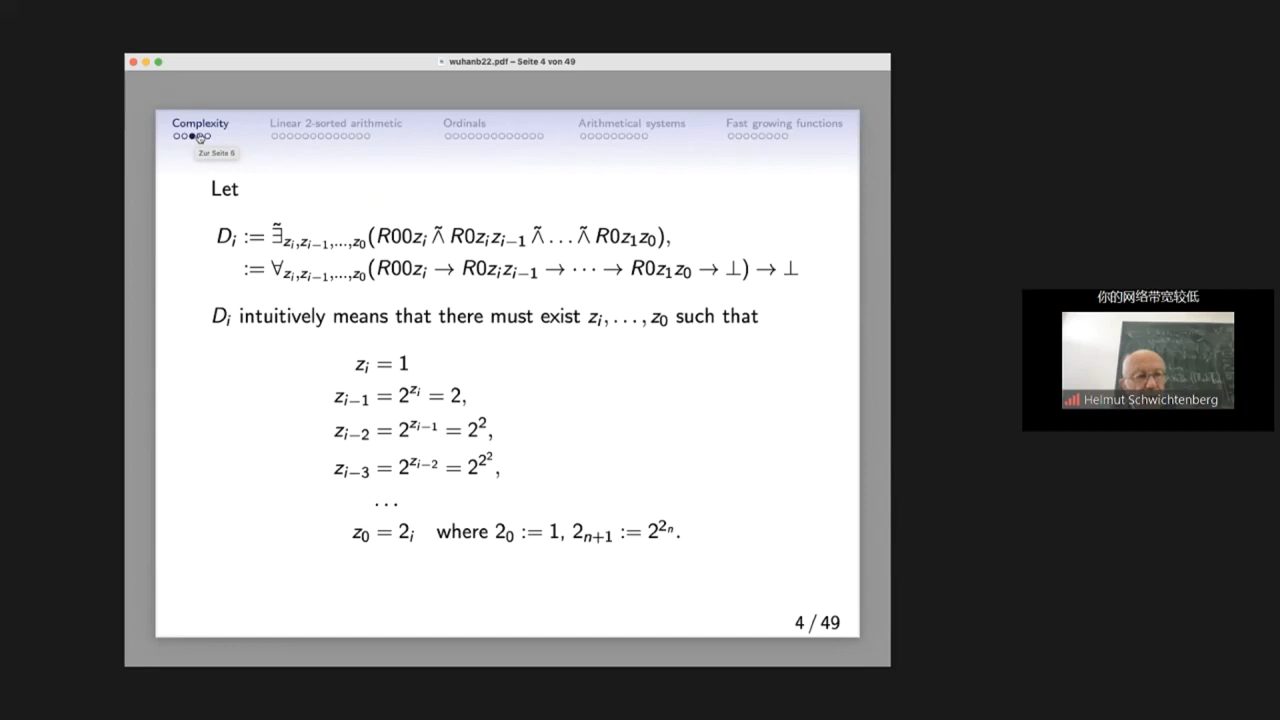 wuhanb22.pdf – Seite 4 von 49
Complexity Linear 2-sorted arithmetic Ordinals Arithmetical systems Fast growing functions
Zur Seite 6
Let
D_i := ∃̃_{z_i,z_{i−1},...,z_0}(R00z_i ∧̃ R0z_iz_{i−1} ∧̃ ... ∧̃ R0z_1z_0),
:= ∀_{z_i,z_{i−1},...,z_0}(R00z_i → R0z_iz_{i−1} → ··· → R0z_1z_0 → ⊥) → ⊥
D_i intuitively means that there must exist z_i, ..., z_0 such that
z_i = 1
z_{i−1} = 2^{z_i} = 2,
z_{i−2} = 2^{z_{i−1}} = 2^2,
z_{i−3} = 2^{z_{i−2}} = 2^{2^2},
...
z_0 = 2_i where 2_0 := 1, 2_{n+1} := 2^{2_n}.
4 / 49
你的网络带宽较低
Helmut Schwichtenberg